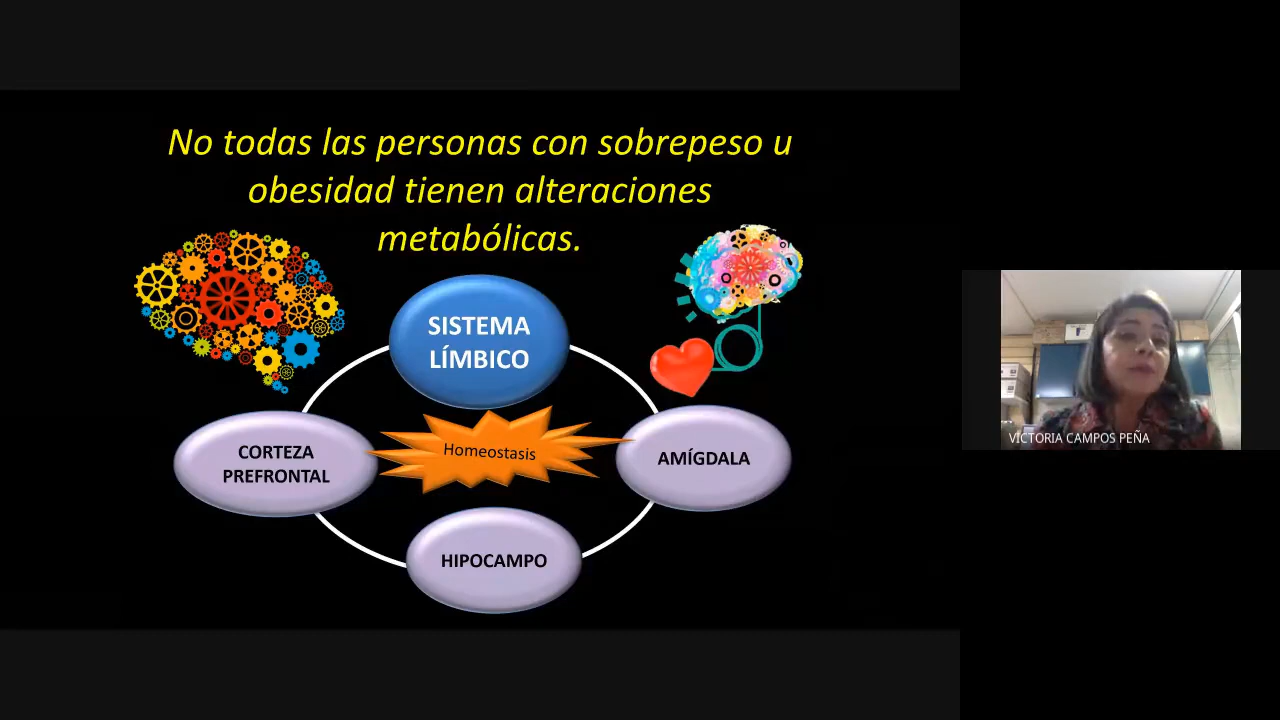 No todas las personas con sobrepeso u
obesidad tienen alteraciones
metabólicas.
SISTEMA
LÍMBICO
CORTEZA
PREFRONTAL
Homeostasis
AMÍGDALA
HIPOCAMPO
VICTORIA CAMPOS PEÑA